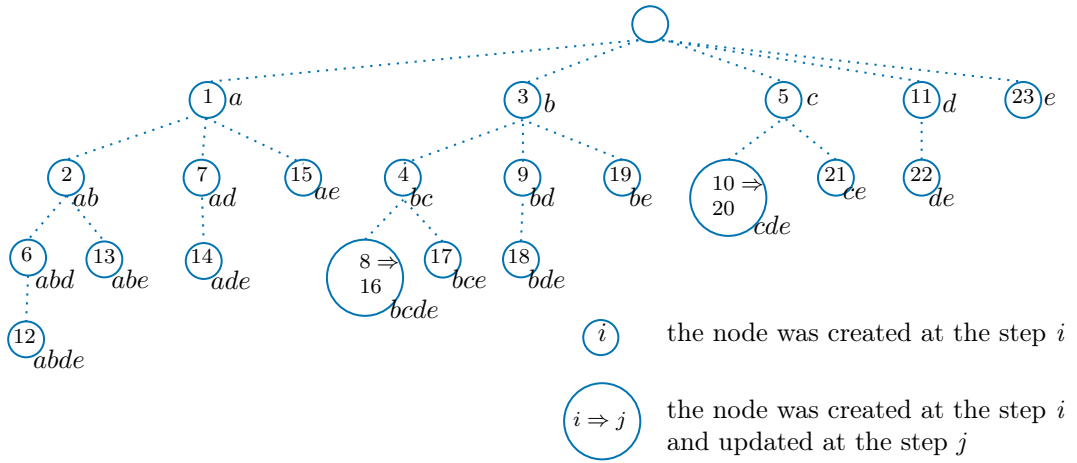 1 a
3 b
5 c
11 d
23 e
2 ab
7 ad
15 ae
4 bc
9 bd
19 be
10 ⇒
20 cde
21 ce
22 de
6 abd
13 abe
14 ade
8 ⇒
16 bcde
17 bce
18 bde
12 abde
i the node was created at the step i
i ⇒ j the node was created at the step i
and updated at the step j